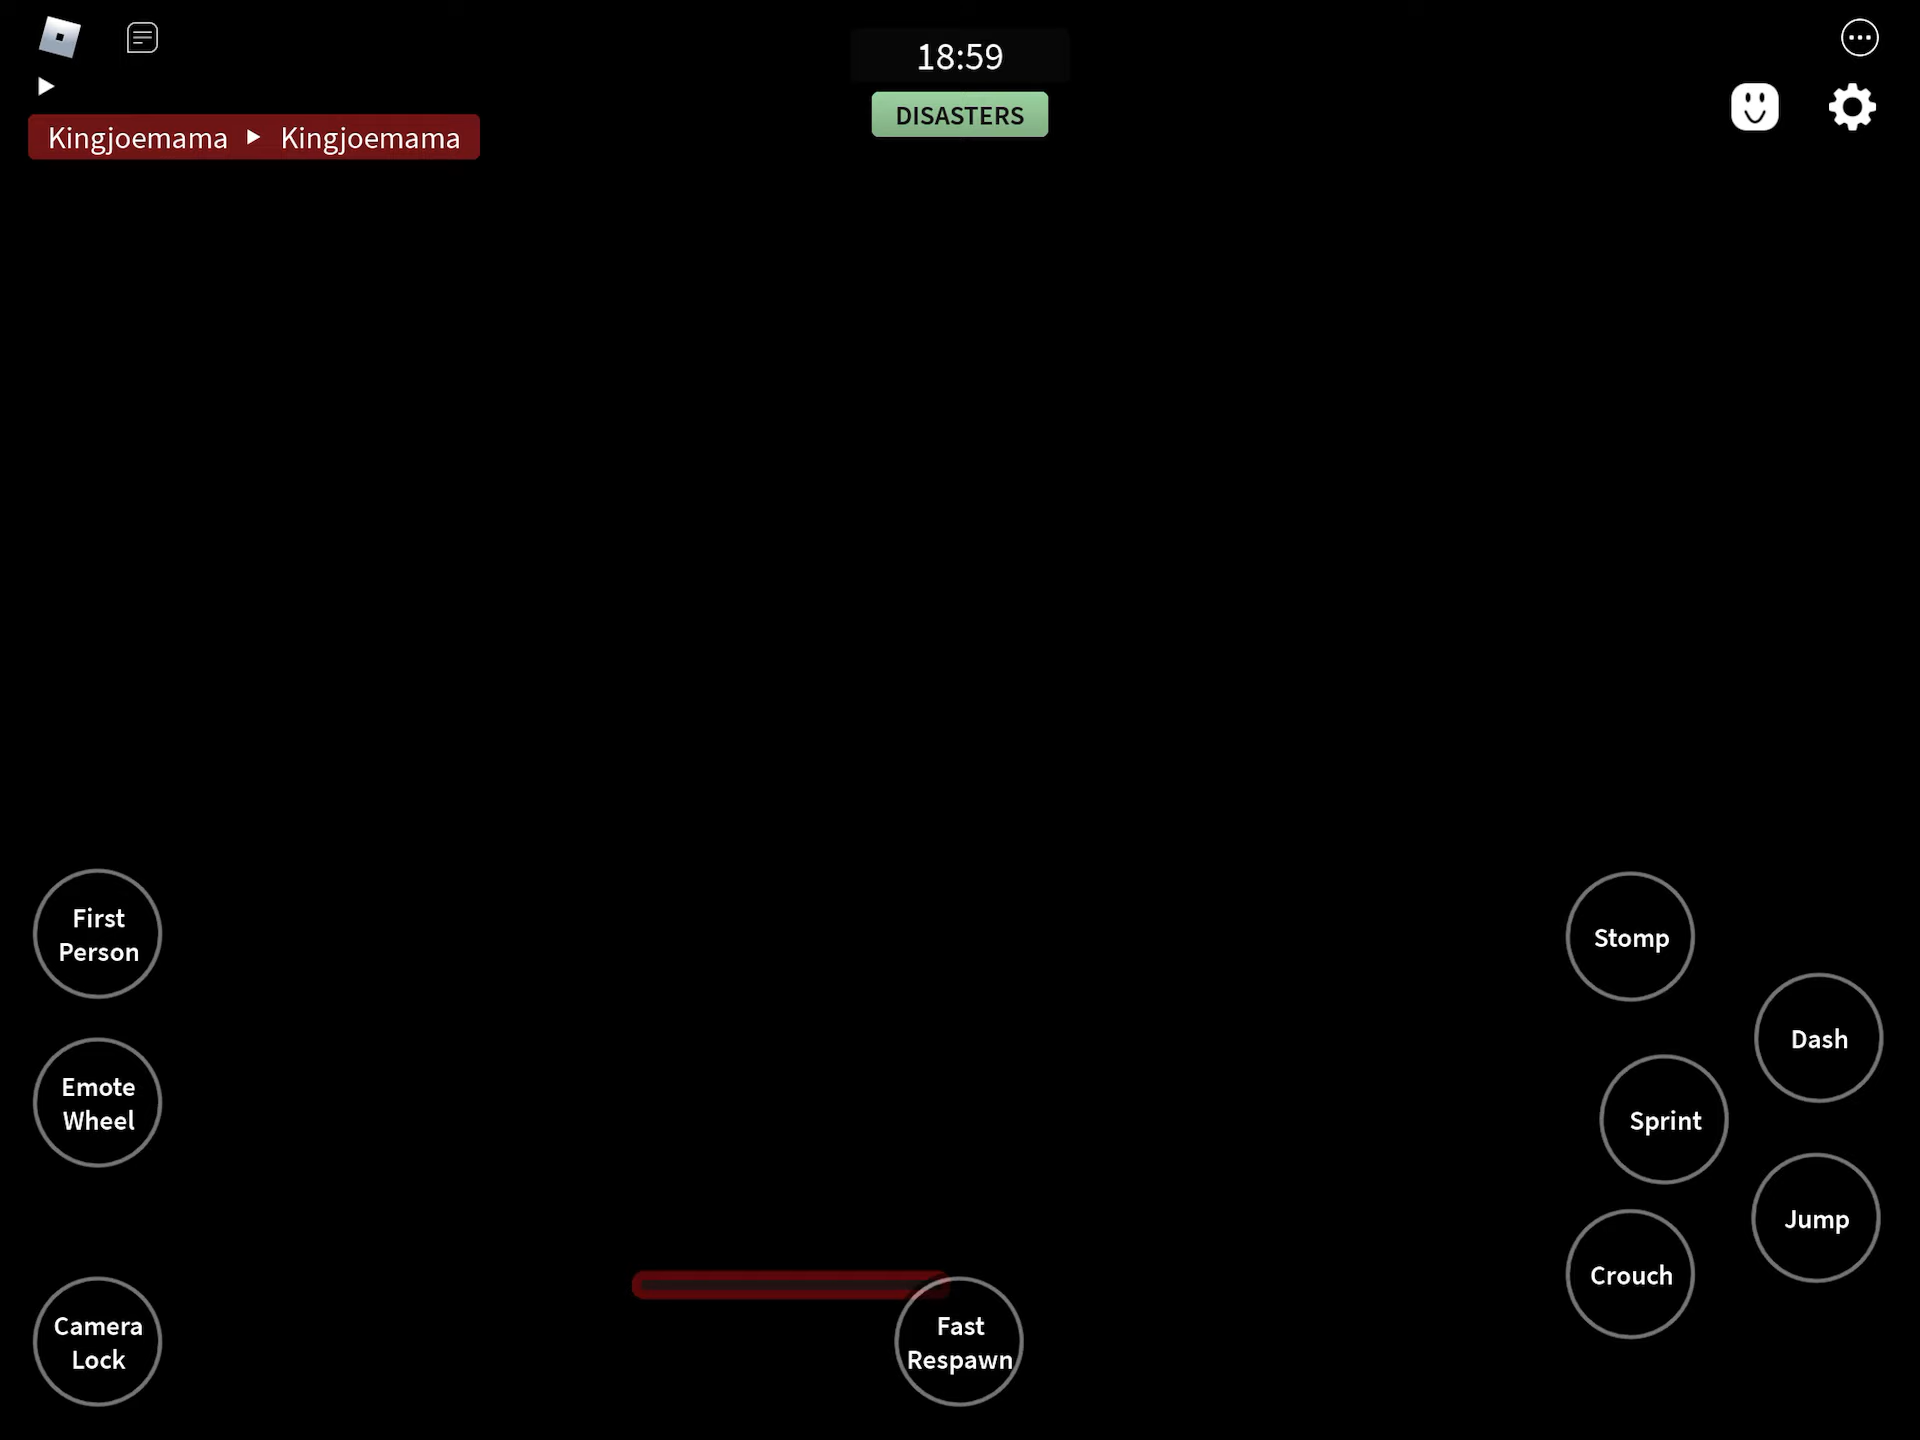 18:59
DISASTERS
Kingjoemama ▶ Kingjoemama
First
Person
Stomp
Dash
Emote
Wheel
Sprint
Jump
Crouch
Camera
Lock
Fast
Respawn